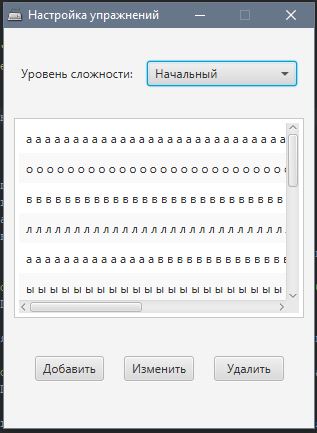 Настройка упражнений
Уровень сложности:
Начальный
а а а а а а а а а а а а а а а а а а а а а а а а а а а а
о о о о о о о о о о о о о о о о о о о о о о о о о о о
в в в в в в в в в в в в в в в в в в в в в в в в в в в в
л л л л л л л л л л л л л л л л л л л л л л л л л л л
а а а а а а а а а а а а а а в в в в в в в в в в в в в в
ы ы ы ы ы ы ы ы ы ы ы ы ы ы ы ы ы ы ы ы ы ы
Добавить
Изменить
Удалить